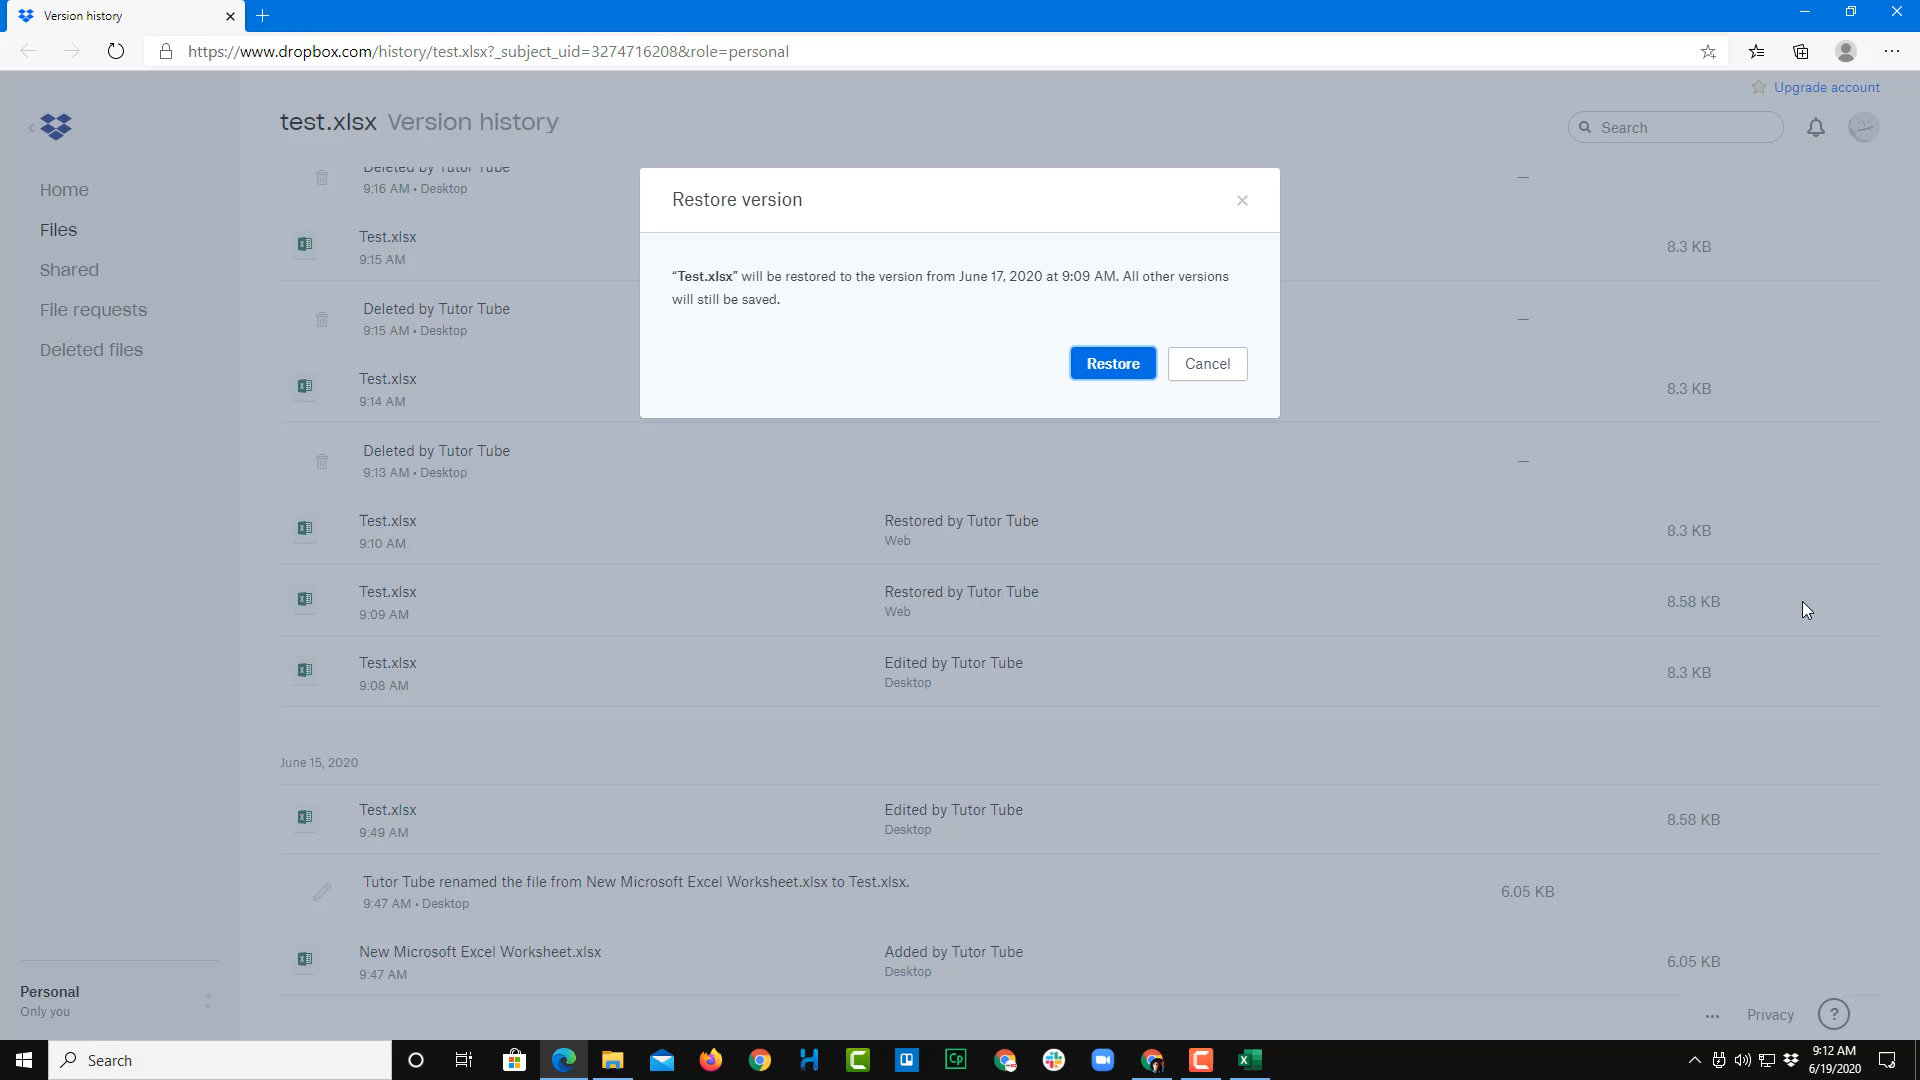 Version history
https://www.dropbox.com/history/test.xlsx?_subject_uid=3274716208&role=personal
Upgrade account
test.xlsx Version history
Search
Home
Files
Shared
File requests
Deleted files
Personal
Only you
Deleted by Tutor Tube
9:16 AM • Desktop
—
Test.xlsx
9:15 AM
8.3 KB
Deleted by Tutor Tube
9:15 AM • Desktop
—
Test.xlsx
9:14 AM
8.3 KB
Deleted by Tutor Tube
9:13 AM • Desktop
—
Test.xlsx
9:10 AM
Restored by Tutor Tube
Web
8.3 KB
Test.xlsx
9:09 AM
Restored by Tutor Tube
Web
8.58 KB
Test.xlsx
9:08 AM
Edited by Tutor Tube
Desktop
8.3 KB
June 15, 2020
Test.xlsx
9:49 AM
Edited by Tutor Tube
Desktop
8.58 KB
Tutor Tube renamed the file from New Microsoft Excel Worksheet.xlsx to Test.xlsx.
9:47 AM • Desktop
6.05 KB
New Microsoft Excel Worksheet.xlsx
9:47 AM
Added by Tutor Tube
Desktop
6.05 KB
Restore version
“Test.xlsx” will be restored to the version from June 17, 2020 at 9:09 AM. All other versions
will still be saved.
Restore
Cancel
Privacy
?
Search
9:12 AM
6/19/2020